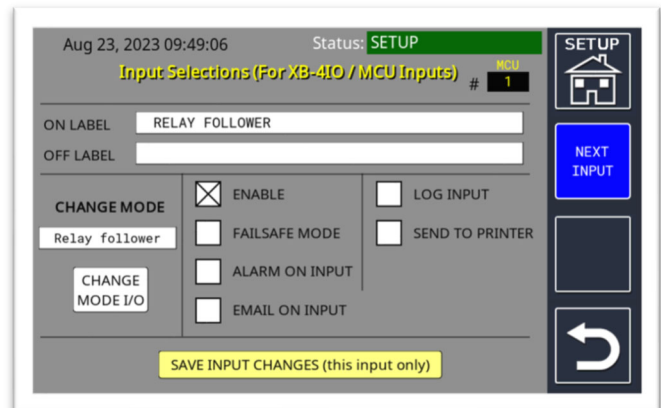 Aug 23, 2023 09:49:06 Status: SETUP SETUP
Input Selections (For XB-4IO / MCU Inputs) # MCU 1
ON LABEL RELAY FOLLOWER
OFF LABEL
NEXT
INPUT
CHANGE MODE
Relay follower
CHANGE
MODE I/O
ENABLE
FAILSAFE MODE
ALARM ON INPUT
EMAIL ON INPUT
LOG INPUT
SEND TO PRINTER
SAVE INPUT CHANGES (this input only)